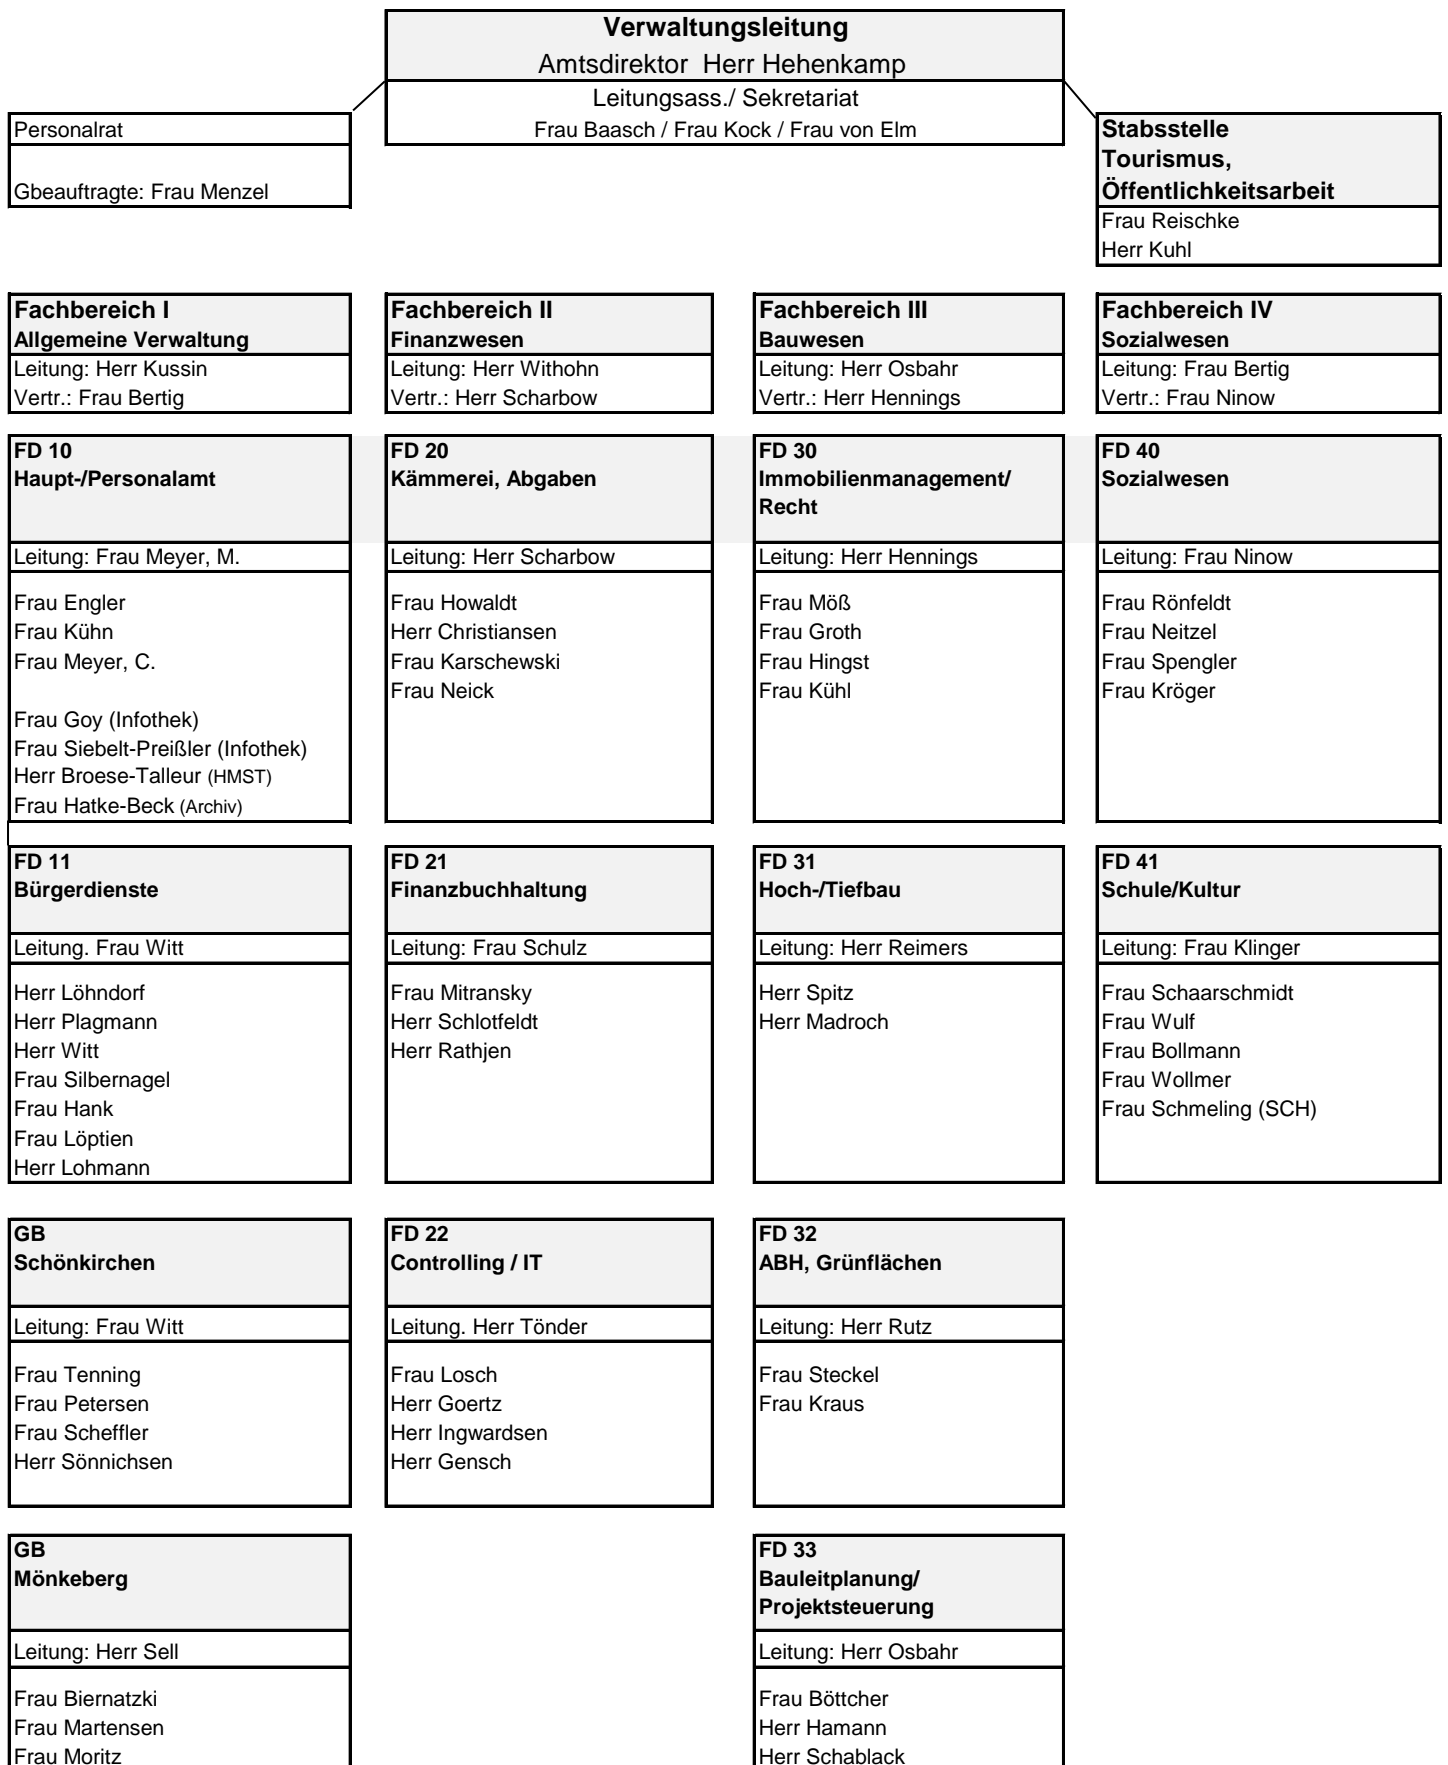 Verwaltungsleitung
Amtsdirektor  Herr Hehenkamp
Leitungsass./ Sekretariat
Frau Baasch / Frau Kock / Frau von Elm
Personalrat
Gbeauftragte: Frau Menzel
Stabsstelle
Tourismus,
Öffentlichkeitsarbeit
Frau Reischke
Herr Kuhl
Fachbereich I
Allgemeine Verwaltung
Leitung: Herr Kussin
Vertr.: Frau Bertig
Fachbereich II
Finanzwesen
Leitung: Herr Withohn
Vertr.: Herr Scharbow
Fachbereich III
Bauwesen
Leitung: Herr Osbahr
Vertr.: Herr Hennings
Fachbereich IV
Sozialwesen
Leitung: Frau Bertig
Vertr.: Frau Ninow
FD 10
Haupt-/Personalamt
Leitung: Frau Meyer, M.
Frau Engler
Frau Kühn
Frau Meyer, C.
Frau Goy (Infothek)
Frau Siebelt-Preißler (Infothek)
Herr Broese-Talleur (HMST)
Frau Hatke-Beck (Archiv)
FD 20
Kämmerei, Abgaben
Leitung: Herr Scharbow
Frau Howaldt
Herr Christiansen
Frau Karschewski
Frau Neick
FD 30
Immobilienmanagement/
Recht
Leitung: Herr Hennings
Frau Möß
Frau Groth
Frau Hingst
Frau Kühl
FD 40
Sozialwesen
Leitung: Frau Ninow
Frau Rönfeldt
Frau Neitzel
Frau Spengler
Frau Kröger
FD 11
Bürgerdienste
Leitung. Frau Witt
Herr Löhndorf
Herr Plagmann
Herr Witt
Frau Silbernagel
Frau Hank
Frau Löptien
Herr Lohmann
FD 21
Finanzbuchhaltung
Leitung: Frau Schulz
Frau Mitransky
Herr Schlotfeldt
Herr Rathjen
FD 31
Hoch-/Tiefbau
Leitung: Herr Reimers
Herr Spitz
Herr Madroch
FD 41
Schule/Kultur
Leitung: Frau Klinger
Frau Schaarschmidt
Frau Wulf
Frau Bollmann
Frau Wollmer
Frau Schmeling (SCH)
GB
Schönkirchen
Leitung: Frau Witt
Frau Tenning
Frau Petersen
Frau Scheffler
Herr Sönnichsen
FD 22
Controlling / IT
Leitung. Herr Tönder
Frau Losch
Herr Goertz
Herr Ingwardsen
Herr Gensch
FD 32
ABH, Grünflächen
Leitung: Herr Rutz
Frau Steckel
Frau Kraus
GB
Mönkeberg
Leitung: Herr Sell
Frau Biernatzki
Frau Martensen
Frau Moritz
FD 33
Bauleitplanung/
Projektsteuerung
Leitung: Herr Osbahr
Frau Böttcher
Herr Hamann
Herr Schablack